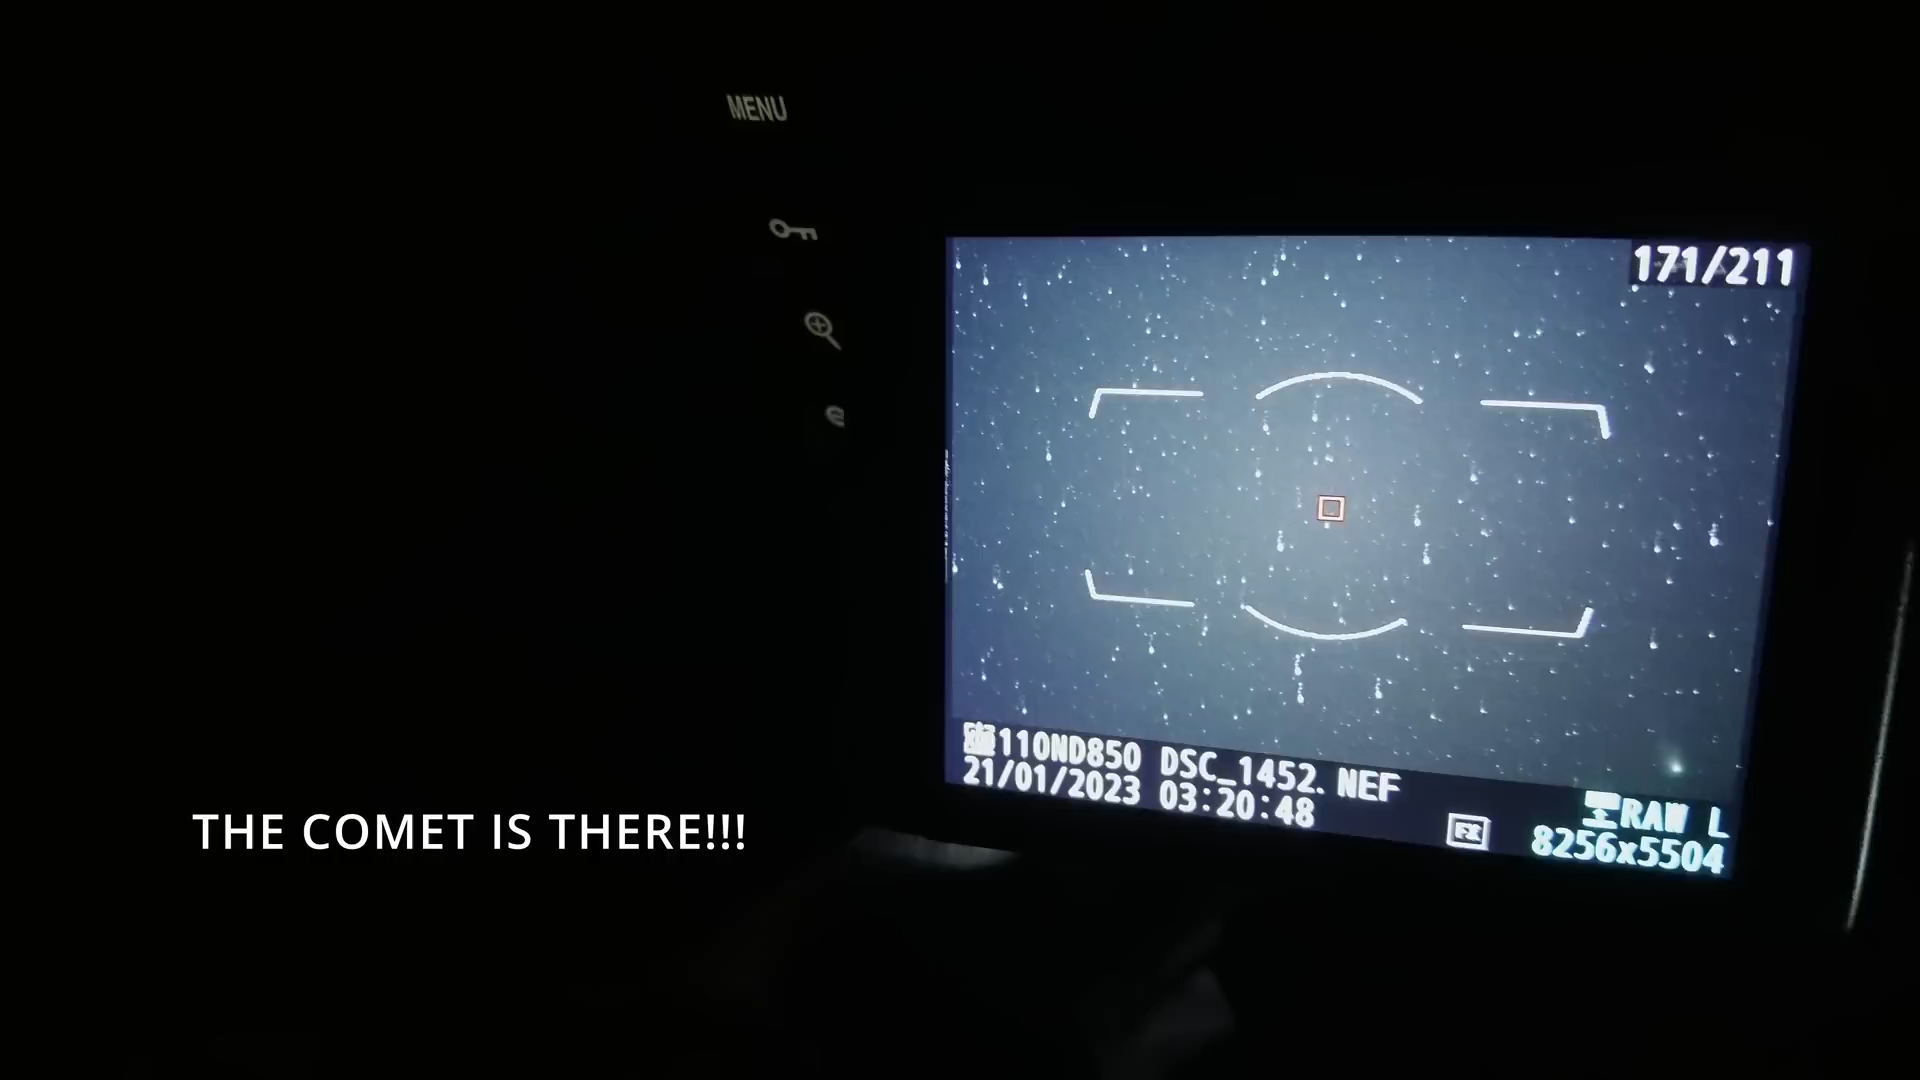 MENU
171/211
110ND850 DSC_1452.NEF
21/01/2023 03:20:48
FX
RAW L
8256x5504
THE COMET IS THERE!!!